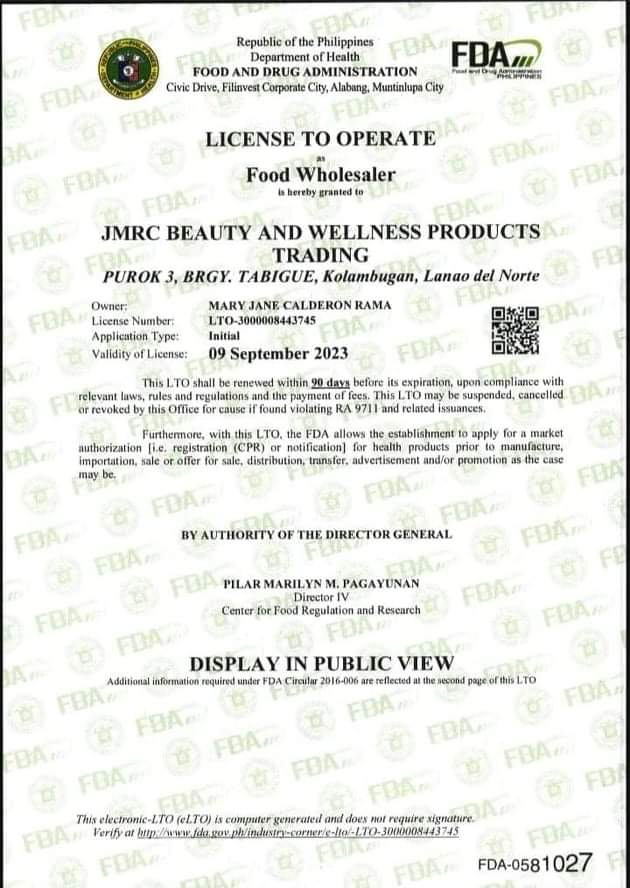 Republic of the Philippines
Department of Health
FOOD AND DRUG ADMINISTRATION
Civic Drive, Filinvest Corporate City, Alabang, Muntinlupa City
FDA
Food and Drug Administration
PHILIPPINES
LICENSE TO OPERATE
as
Food Wholesaler
is hereby granted to
JMRC BEAUTY AND WELLNESS PRODUCTS
TRADING
PUROK 3, BRGY. TABIGUE, Kolambugan, Lanao del Norte
Owner: MARY JANE CALDERON RAMA
License Number: LTO-3000008443745
Application Type: Initial
Validity of License: 09 September 2023
This LTO shall be renewed within 90 days before its expiration, upon compliance with
relevant laws, rules and regulations and the payment of fees. This LTO may be suspended, cancelled
or revoked by this Office for cause if found violating RA 9711 and related issuances.
Furthermore, with this LTO, the FDA allows the establishment to apply for a market
authorization [i.e. registration (CPR) or notification] for health products prior to manufacture,
importation, sale or offer for sale, distribution, transfer, advertisement and/or promotion as the case
may be.
BY AUTHORITY OF THE DIRECTOR GENERAL
PILAR MARILYN M. PAGAYUNAN
Director IV
Center for Food Regulation and Research
DISPLAY IN PUBLIC VIEW
Additional information required under FDA Circular 2016-006 are reflected at the second page of this LTO
This electronic-LTO (eLTO) is computer generated and does not require signature.
Verify at http://www.fda.gov.ph/industry-corner/e-lto/-LTO-3000008443745
FDA-0581027